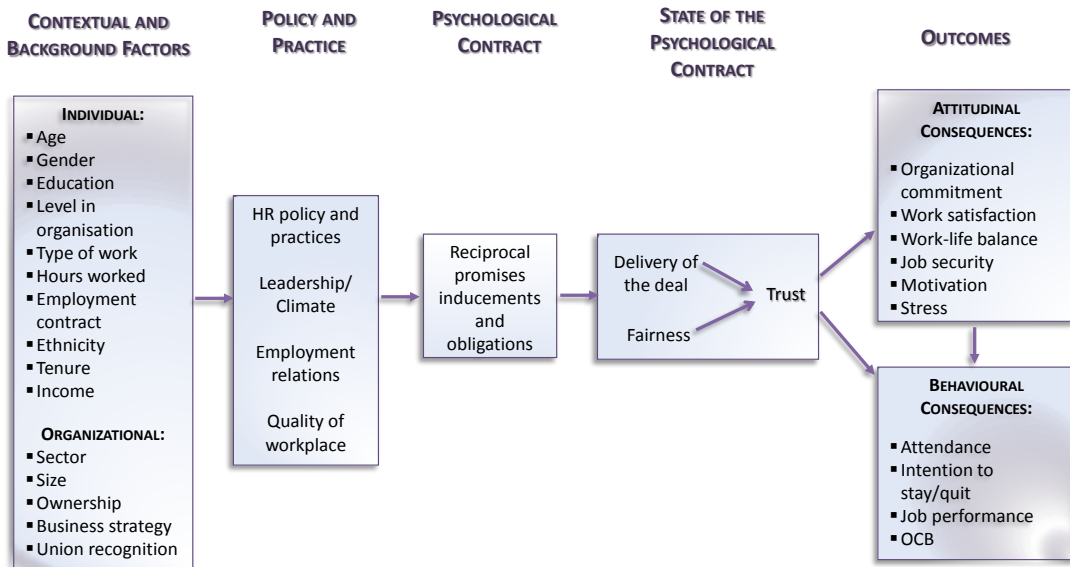 CONTEXTUAL AND
BACKGROUND FACTORS
POLICY AND
PRACTICE
PSYCHOLOGICAL
CONTRACT
STATE OF THE
PSYCHOLOGICAL
CONTRACT
OUTCOMES
INDIVIDUAL:
▪ Age
▪ Gender
▪ Education
▪ Level in
organisation
▪ Type of work
▪ Hours worked
▪ Employment
contract
▪ Ethnicity
▪ Tenure
▪ Income
ORGANIZATIONAL:
▪ Sector
▪ Size
▪ Ownership
▪ Business strategy
▪ Union recognition
HR policy and
practices
Leadership/
Climate
Employment
relations
Quality of
workplace
Reciprocal
promises
inducements
and
obligations
Delivery of
the deal
Fairness
Trust
ATTITUDINAL
CONSEQUENCES:
▪ Organizational
commitment
▪ Work satisfaction
▪ Work-life balance
▪ Job security
▪ Motivation
▪ Stress
BEHAVIOURAL
CONSEQUENCES:
▪ Attendance
▪ Intention to
stay/quit
▪ Job performance
▪ OCB